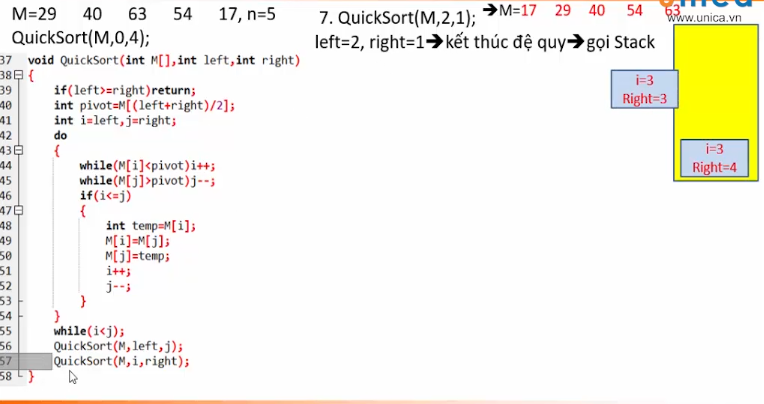 M=29 40 63 54 17, n=5
QuickSort(M,0,4);
7. QuickSort(M,2,1); ➔M=17 29 40 54 63
left=2, right=1➔kết thúc đệ quy➔gọi Stack
www.unica.vn
i=3
Right=3
i=3
Right=4
37 void QuickSort(int M[],int left,int right)
38 {
39 if(left>=right)return;
40 int pivot=M[(left+right)/2];
41 int i=left,j=right;
42 do
43 {
44 while(M[i]<pivot)i++;
45 while(M[j]>pivot)j--;
46 if(i<=j)
47 {
48 int temp=M[i];
49 M[i]=M[j];
50 M[j]=temp;
51 i++;
52 j--;
53 }
54 }
55 while(i<j);
56 QuickSort(M,left,j);
57 QuickSort(M,i,right);
58 }